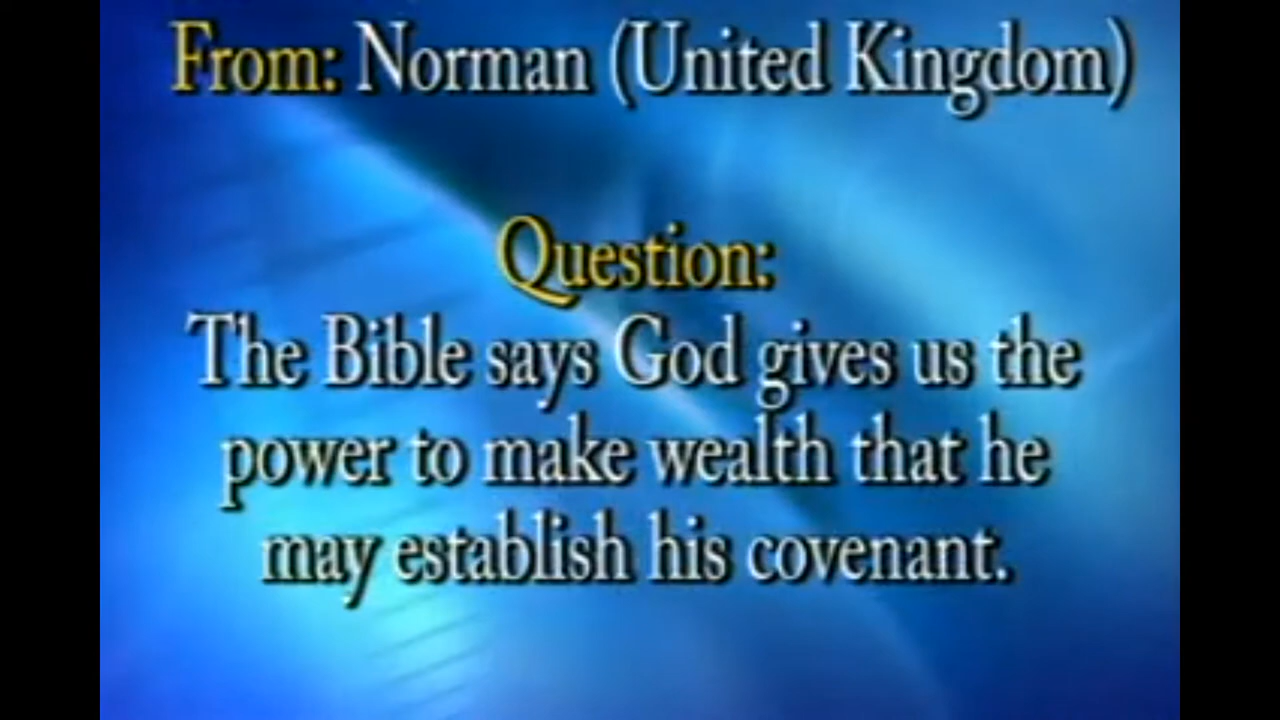 From: Norman (United Kingdom)
Question:
The Bible says God gives us the
power to make wealth that he
may establish his covenant.